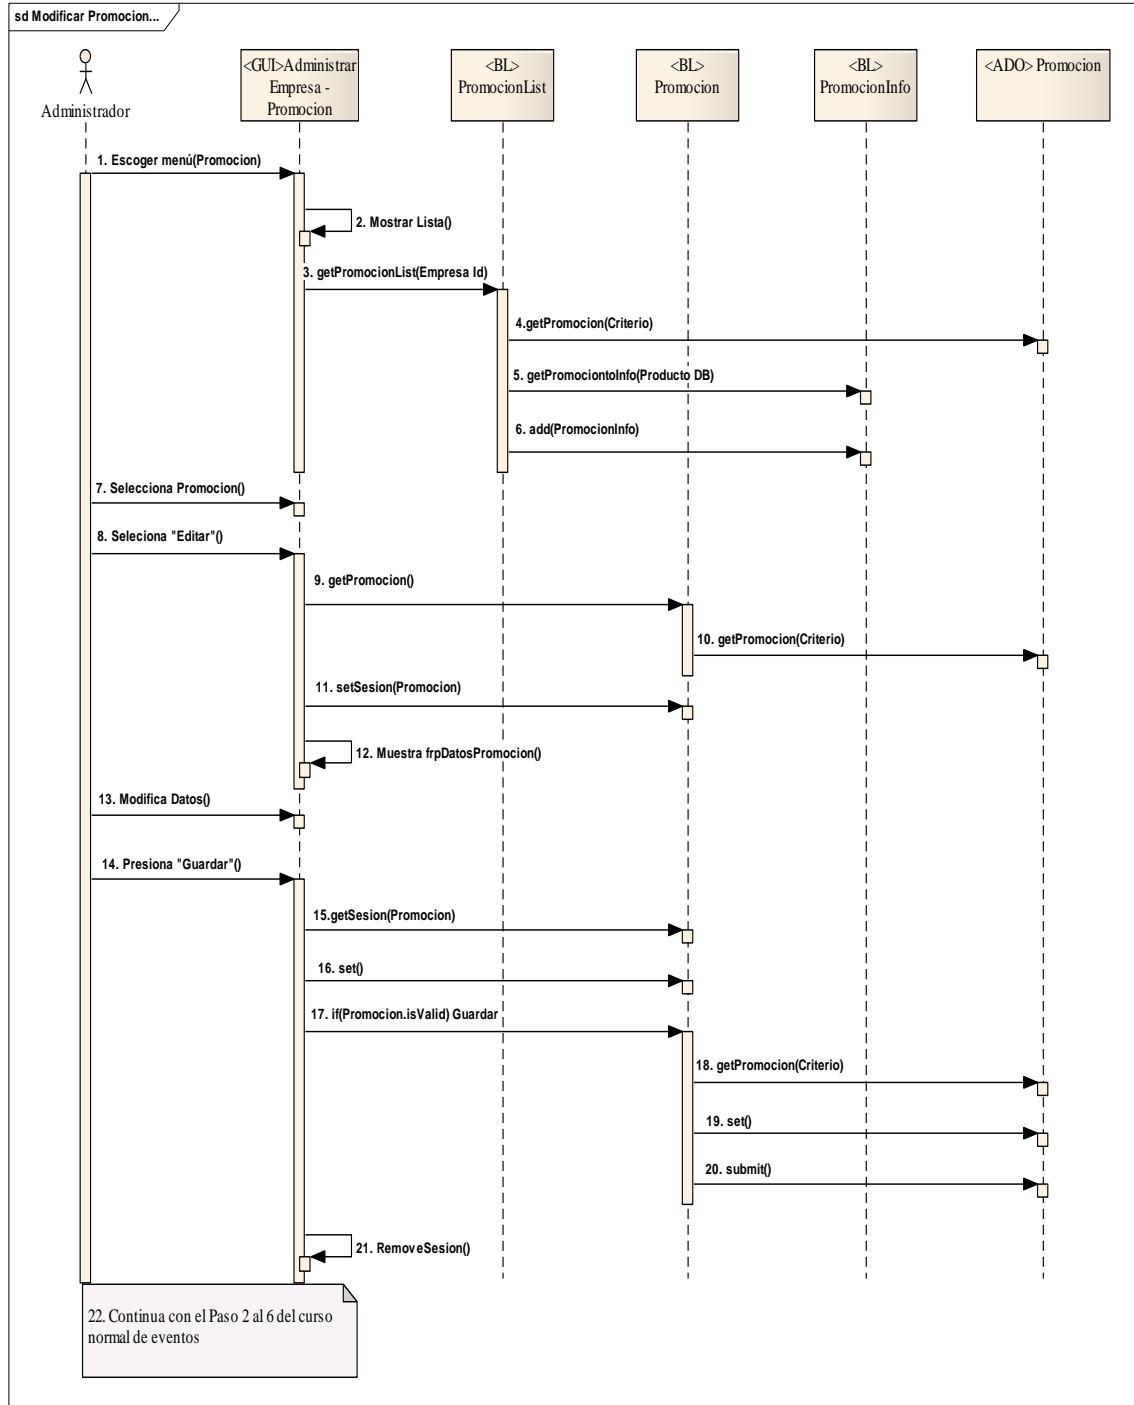 sd Modificar Promocion...
Administrador
<GUI>Administrar
Empresa -
Promocion
<BL>
PromocionList
<BL>
Promocion
<BL>
PromocionInfo
<ADO> Promocion
1. Escoger menú(Promocion)
2. Mostrar Lista()
3. getPromocionList(Empresa Id)
4.getPromocion(Criterio)
5. getPromociontoInfo(Producto DB)
6. add(PromocionInfo)
7. Selecciona Promocion()
8. Seleciona "Editar"()
9. getPromocion()
10. getPromocion(Criterio)
11. setSesion(Promocion)
12. Muestra frpDatosPromocion()
13. Modifica Datos()
14. Presiona "Guardar"()
15.getSesion(Promocion)
16. set()
17. if(Promocion.isValid) Guardar
18. getPromocion(Criterio)
19. set()
20. submit()
21. RemoveSesion()
22. Continua con el Paso 2 al 6 del curso
normal de eventos